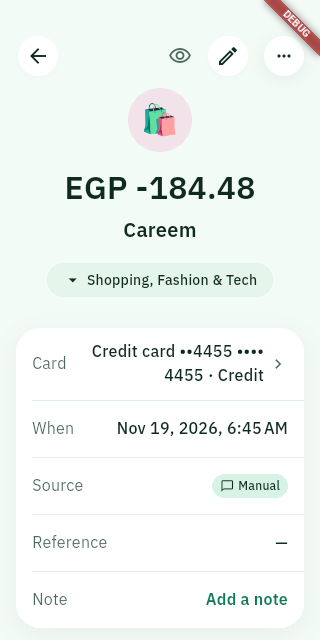 DEBUG
EGP -184.48
Careem
Shopping, Fashion & Tech
Card
Credit card ••4455 ••••
4455 · Credit
When
Nov 19, 2026, 6:45 AM
Source
Manual
Reference
—
Note
Add a note